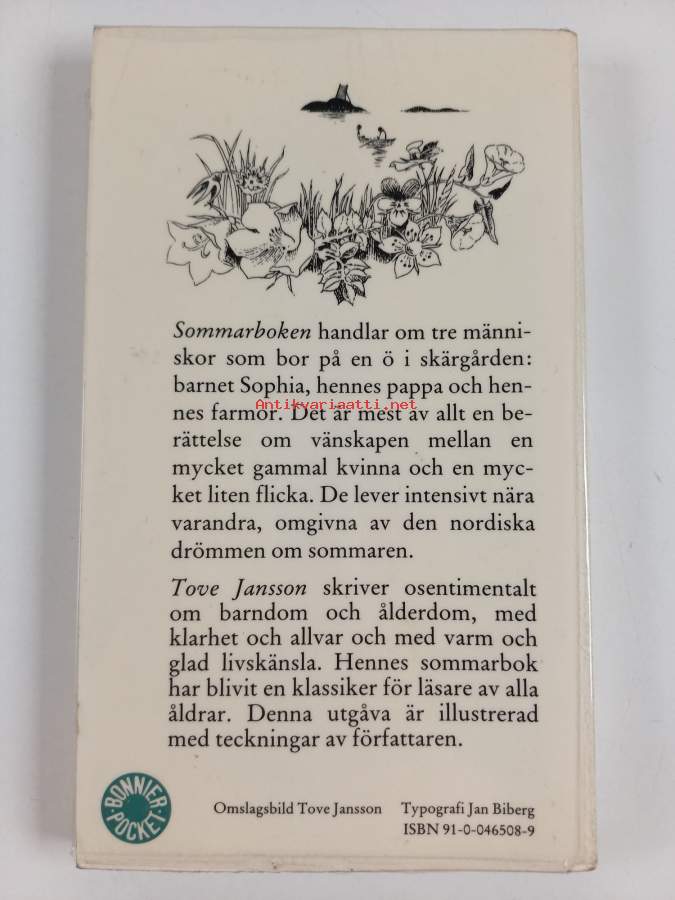 Sommarboken handlar om tre männi-
skor som bor på en ö i skärgården:
barnet Sophia, hennes pappa och hen-
nes farmor. Det är mest av allt en be-
Antikvariaatti.net
rättelse om vänskapen mellan en
mycket gammal kvinna och en myc-
ket liten flicka. De lever intensivt nära
varandra, omgivna av den nordiska
drömmen om sommaren.
Tove Jansson skriver osentimentalt
om barndom och ålderdom, med
klarhet och allvar och med varm och
glad livskänsla. Hennes sommarbok
har blivit en klassiker för läsare av alla
åldrar. Denna utgåva är illustrerad
med teckningar av författaren.
BONNIER
POCKET
Omslagsbild Tove Jansson Typografi Jan Biberg
ISBN 91-0-046508-9